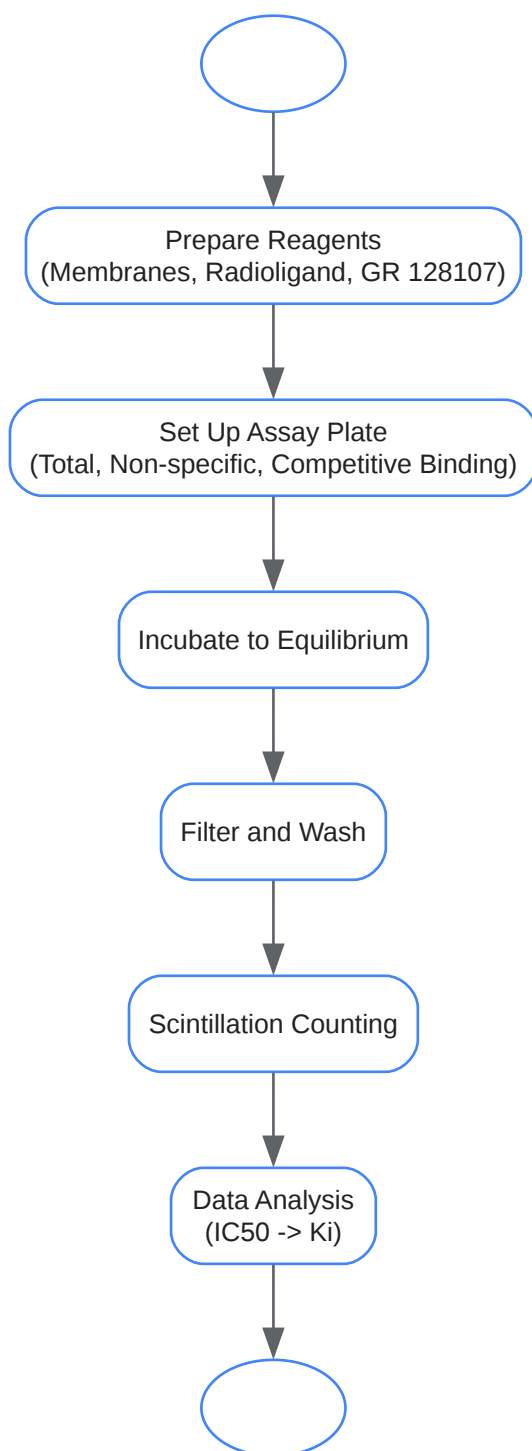 Prepare Reagents
(Membranes, Radioligand, GR 128107)
Set Up Assay Plate
(Total, Non-specific, Competitive Binding)
Incubate to Equilibrium
Filter and Wash
Scintillation Counting
Data Analysis
(IC50 -> Ki)